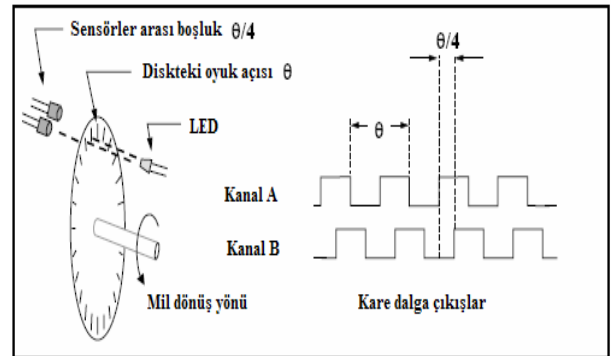 Sensörler arası boşluk θ/4
Diskteki oyuk açısı θ
LED
Mil dönüş yönü
θ/4
θ
Kanal A
Kanal B
Kare dalga çıkışlar